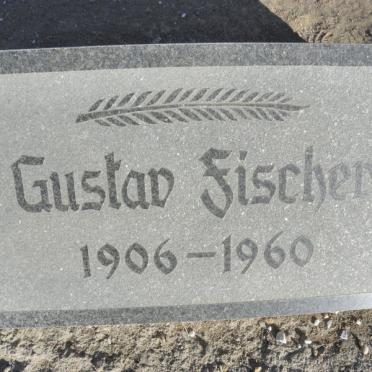 Gustav Fischer
1906 – 1960